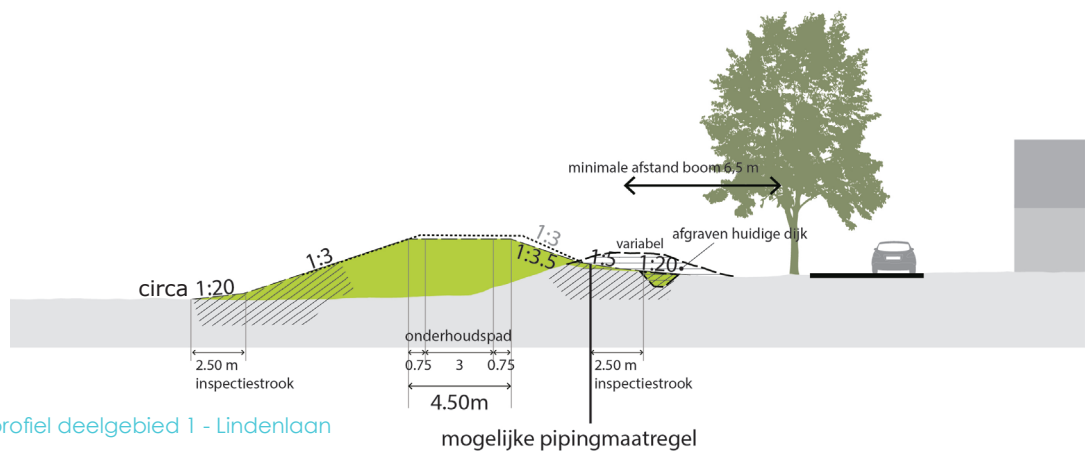 minimale afstand boom 6,5 m
afgraven huidige dijk
variabel
1:3
1:3
1:3.5
1:5
1:20
circa 1:20
onderhoudspad
0.75 3 0.75
2.50 m
inspectiestrook
2.50 m
inspectiestrook
4.50m
rofiel deelgebied 1 - Lindenlaan
mogelijke pipingmaatregel